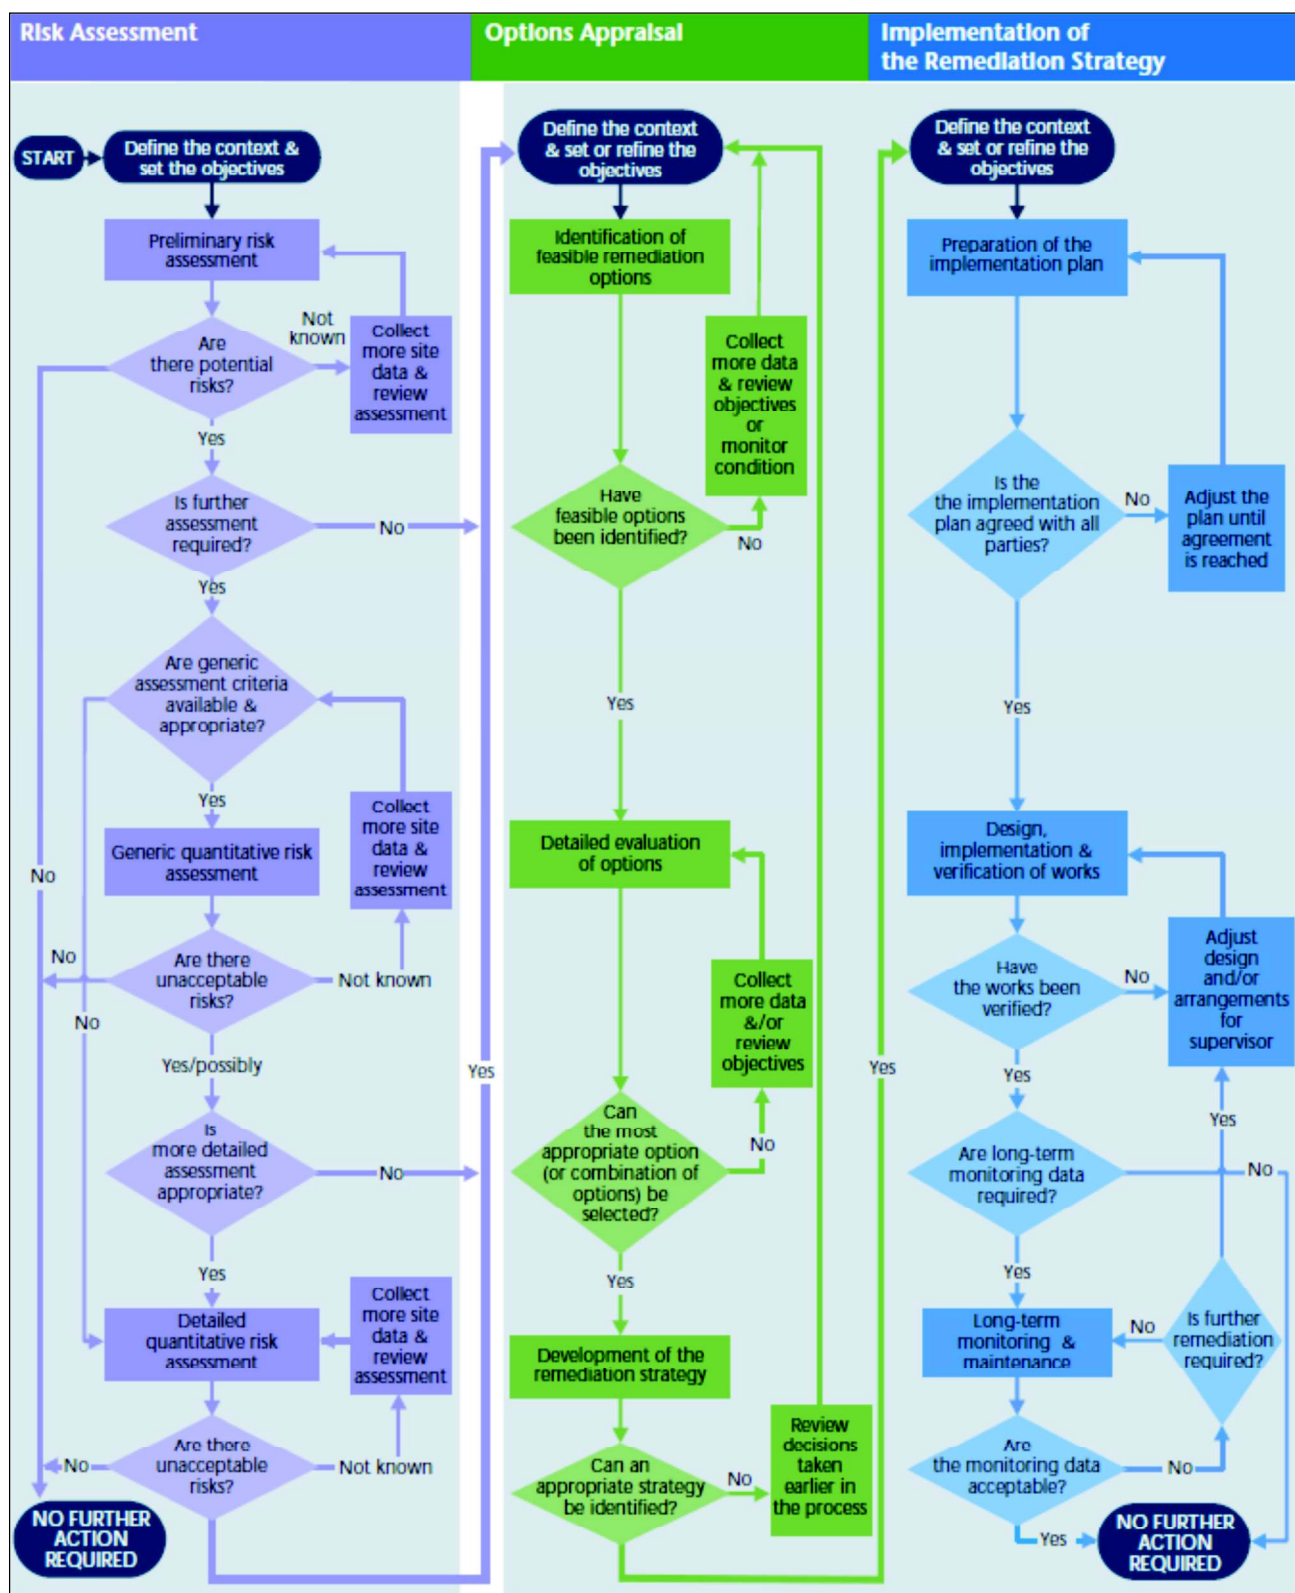 Risk Assessment
START
Define the context &
set the objectives
Preliminary risk
assessment
Are
there potential
risks?
Not
known
Collect
more site
data &
review
assessment
Yes
Is further
assessment
required?
No
Yes
Are generic
assessment criteria
available &
appropriate?
Yes
Collect
more site
data &
review
assessment
Generic quantitative risk
assessment
No
No
Are there
unacceptable
risks?
Not known
No
Yes/possibly
Is
more detailed
assessment
appropriate?
No
Yes
Detailed
quantitative risk
assessment
Collect
more site
data &
review
assessment
No
Are there
unacceptable
risks?
Not known
NO FURTHER
ACTION
REQUIRED
Yes
Options Appraisal
Define the context
& set or refine the
objectives
Identification of
feasible remediation
options
Collect
more data
& review
objectives
or
monitor
condition
Have
feasible options
been identified?
No
Yes
Detailed evaluation
of options
Collect
more data
&/or
review
objectives
Can
the most
appropriate option
(or combination of
options) be
selected?
No
Yes
Development of the
remediation strategy
Can an
appropriate strategy
be identified?
No
Review
decisions
taken
earlier in
the process
Yes
Implementation of
the Remediation Strategy
Define the context
& set or refine the
objectives
Preparation of the
implementation plan
Is the
the implementation
plan agreed with all
parties?
No
Adjust the
plan until
agreement
is reached
Yes
Design,
implementation &
verification of works
Have
the works been
verified?
No
Adjust
design
and/or
arrangements
for
supervisor
Yes
Yes
Are long-term
monitoring data
required?
No
Yes
Long-term
monitoring & 
maintenance
No
Is further
remediation
required?
Are
the monitoring data
acceptable?
No
Yes
NO FURTHER
ACTION
REQUIRED